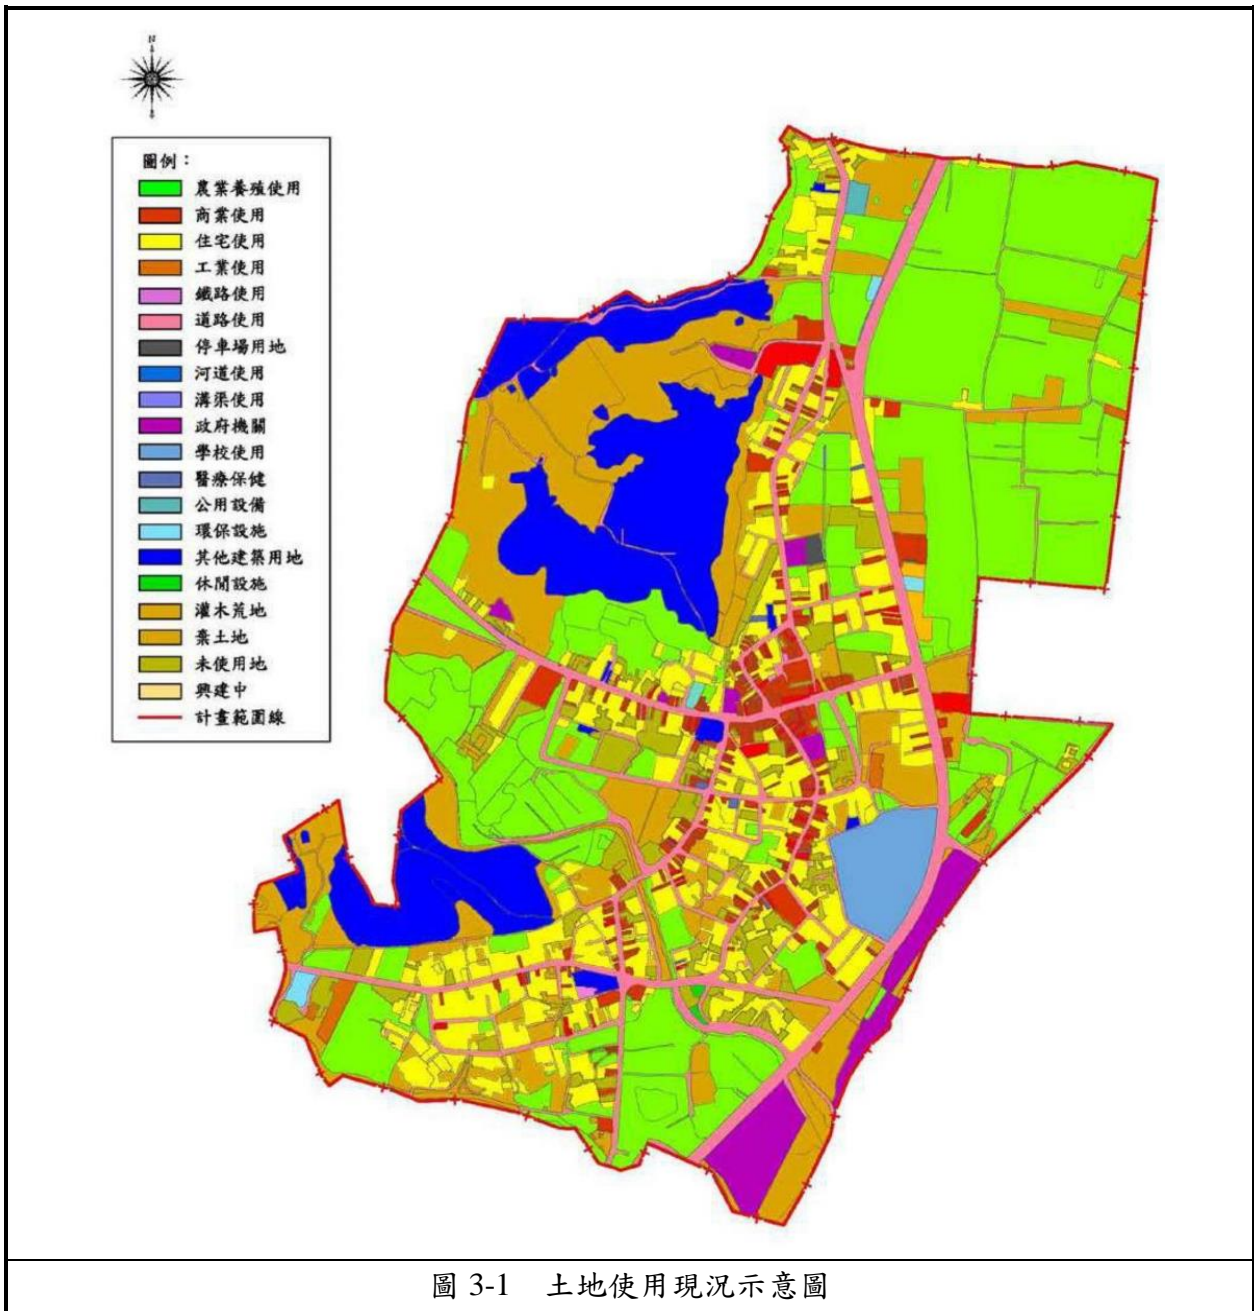 N
圖例：
農業養殖使用
商業使用
住宅使用
工業使用
鐵路使用
道路使用
停車場用地
河道使用
溝渠使用
政府機關
學校使用
醫療保健
公用設備
環保設施
其他建築用地
休閒設施
灌木荒地
棄土地
未使用地
興建中
計畫範圍線
圖 3-1 土地使用現況示意圖